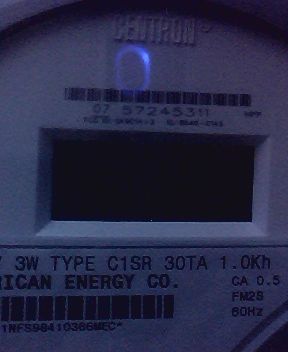 CENTRON
07 57245311
3W TYPE C1SR 30TA 1.0Kh
RICAN ENERGY CO.
CA 0.5
FM2S
60Hz